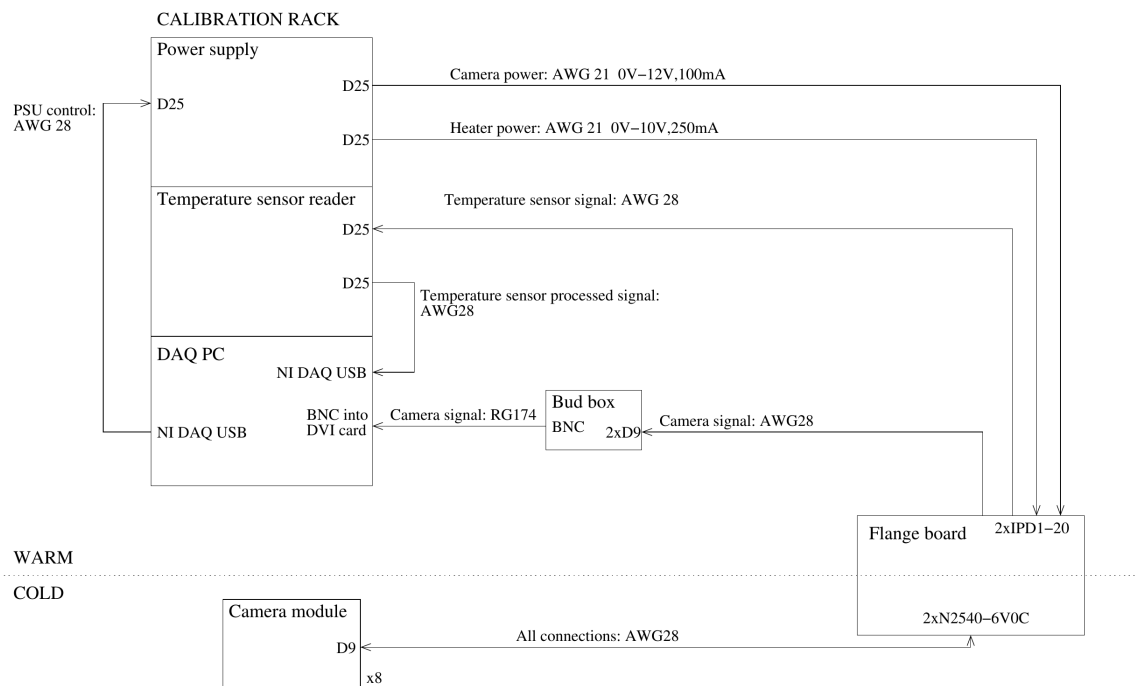 CALIBRATION RACK
Power supply
D25
Camera power: AWG 21 0V−12V,100mA
PSU control:
AWG 28
D25
D25
Heater power: AWG 21 0V−10V,250mA
Temperature sensor reader
D25
Temperature sensor signal: AWG 28
D25
Temperature sensor processed signal:
AWG28
DAQ PC
NI DAQ USB
BNC into
DVI card
NI DAQ USB
Camera signal: RG174
Bud box
BNC
2xD9
Camera signal: AWG28
Flange board
2xIPD1−20
WARM
COLD
2xN2540−6V0C
Camera module
D9
All connections: AWG28
x8